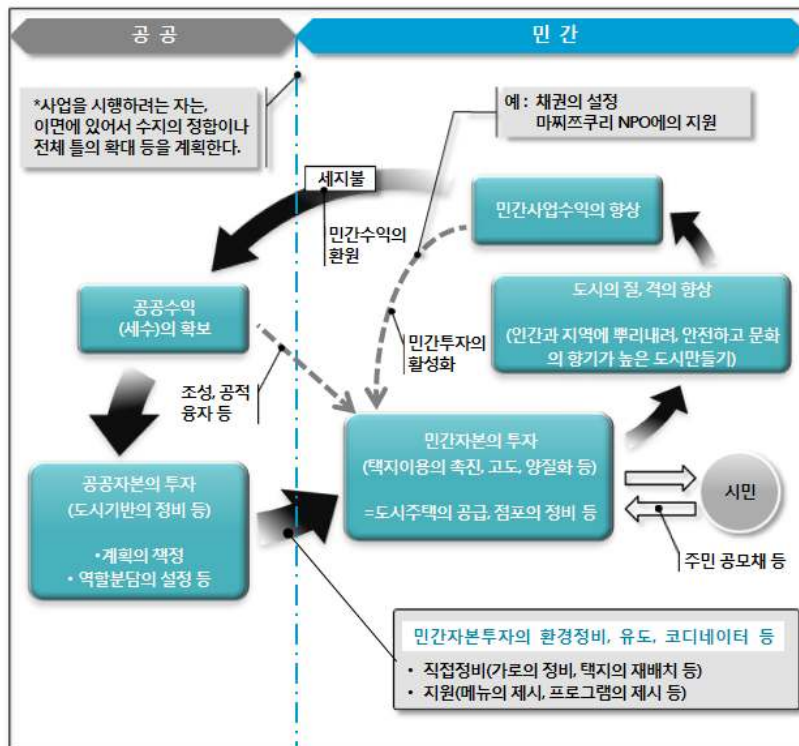 공 공
민 간
*사업을 시행하려는 자는,
이면에 있어서 수지의 정합이나
전체 틀의 확대 등을 계획한다.
예 : 채권의 설정
마찌쯔쿠리 NPO에의 지원
세지불
민간수익의
환원
민간사업수익의 향상
공공수익
(세수)의 확보
도시의 질, 격의 향상
(인간과 지역에 뿌리내려, 안전하고 문화
의 향기가 높은 도시만들기)
민간투자의
활성화
조성, 공적
융자 등
민간자본의 투자
(택지이용의 촉진, 고도, 양질화 등)
=도시주택의 공급, 점포의 정비 등
시민
공공자본의 투자
(도시기반의 정비 등)
•계획의 책정
• 역할분담의 설정 등
주민 공모채 등
민간자본투자의 환경정비, 유도, 코디네이터 등
• 직접정비(가로의 정비, 택지의 재배치 등)
• 지원(메뉴의 제시, 프로그램의 제시 등)